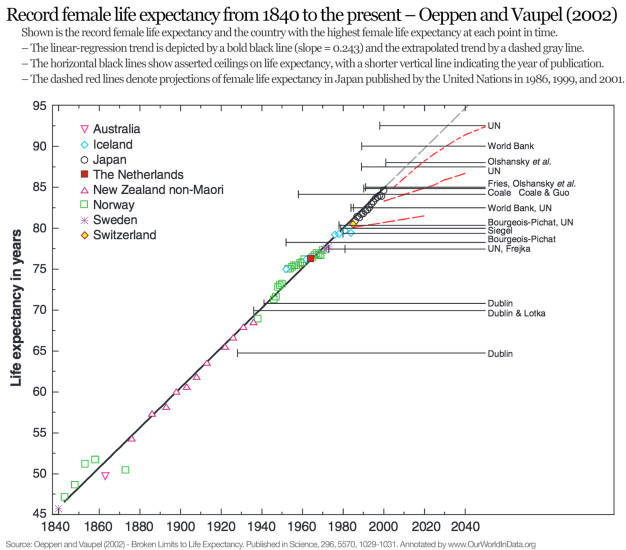 Record female life expectancy from 1840 to the present – Oeppen and Vaupel (2002)
Shown is the record female life expectancy and the country with the highest female life expectancy at each point in time.
– The linear-regression trend is depicted by a bold black line (slope = 0.243) and the extrapolated trend by a dashed gray line.
– The horizontal black lines show asserted ceilings on life expectancy, with a shorter vertical line indicating the year of publication.
– The dashed red lines denote projections of female life expectancy in Japan published by the United Nations in 1986, 1999, and 2001.
Life expectancy in years
95
90
85
80
75
70
65
60
55
50
45
Australia
Iceland
Japan
The Netherlands
New Zealand non-Maori
Norway
Sweden
Switzerland
UN
World Bank
Olshansky et al.
UN
Fries, Olshansky et al.
Coale Coale & Guo
World Bank, UN
Bourgeois-Pichat, UN
Siegel
Bourgeois-Pichat
UN, Frejka
Dublin
Dublin & Lotka
Dublin
1840 1860 1880 1900 1920 1940 1960 1980 2000 2020 2040
Source: Oeppen and Vaupel (2002) - Broken Limits to Life Expectancy. Published in Science, 296, 5570, 1029-1031. Annotated by www.OurWorldInData.org